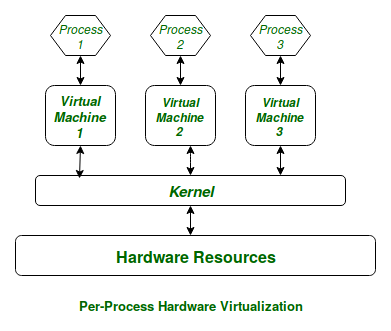 Process
1
Process
2
Process
3
Virtual
Machine
1
Virtual
Machine
2
Virtual
Machine
3
Kernel
Hardware Resources
Per-Process Hardware Virtualization